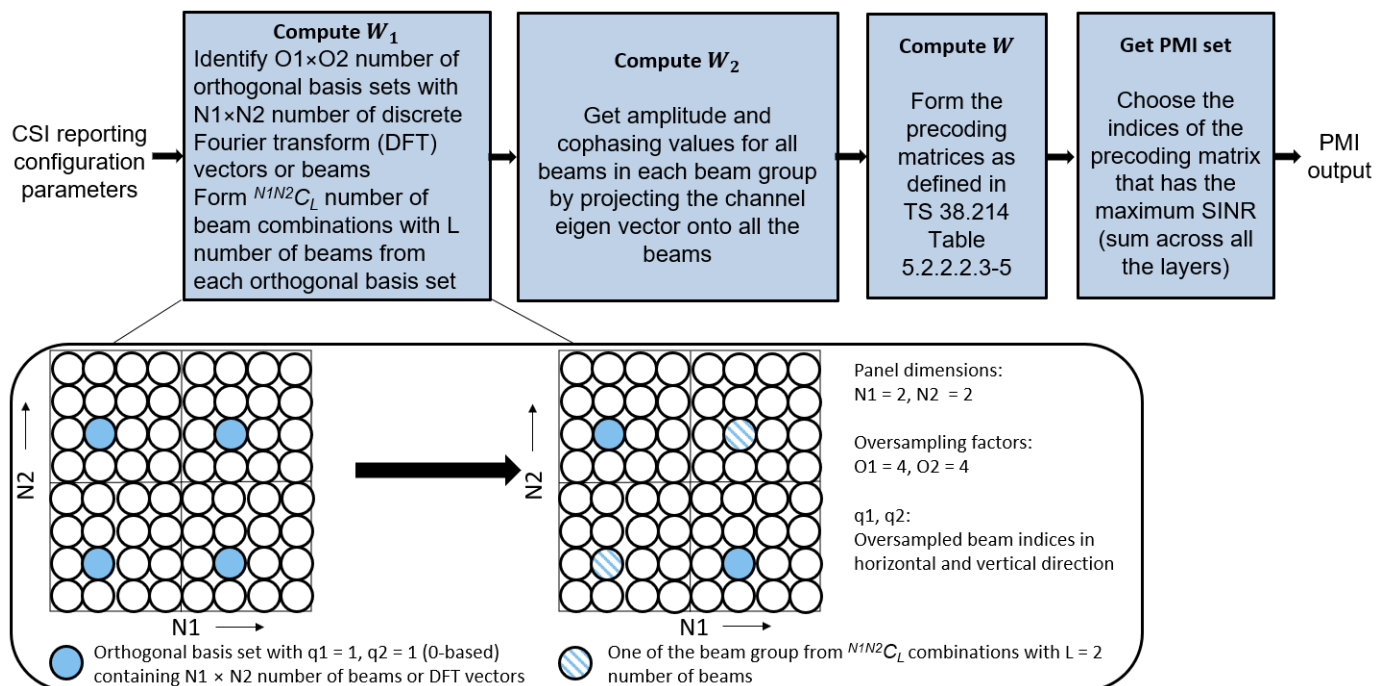 CSI reporting
configuration
parameters
Compute W₁
Identify O1×O2 number of
orthogonal basis sets with
N1×N2 number of discrete
Fourier transform (DFT)
vectors or beams
Form ᴺ¹ᴺ²C_L number of
beam combinations with L
number of beams from
each orthogonal basis set
Compute W₂
Get amplitude and
cophasing values for all
beams in each beam group
by projecting the channel
eigen vector onto all the
beams
Compute W
Form the
precoding
matrices as
defined in
TS 38.214
Table
5.2.2.2.3-5
Get PMI set
Choose the
indices of the
precoding matrix
that has the
maximum SINR
(sum across all
the layers)
PMI
output
N2
N1
N2
N1
Panel dimensions:
N1 = 2, N2 = 2
Oversampling factors:
O1 = 4, O2 = 4
q1, q2:
Oversampled beam indices in
horizontal and vertical direction
Orthogonal basis set with q1 = 1, q2 = 1 (0-based)
containing N1 × N2 number of beams or DFT vectors
One of the beam group from ᴺ¹ᴺ²C_L combinations with L = 2
number of beams